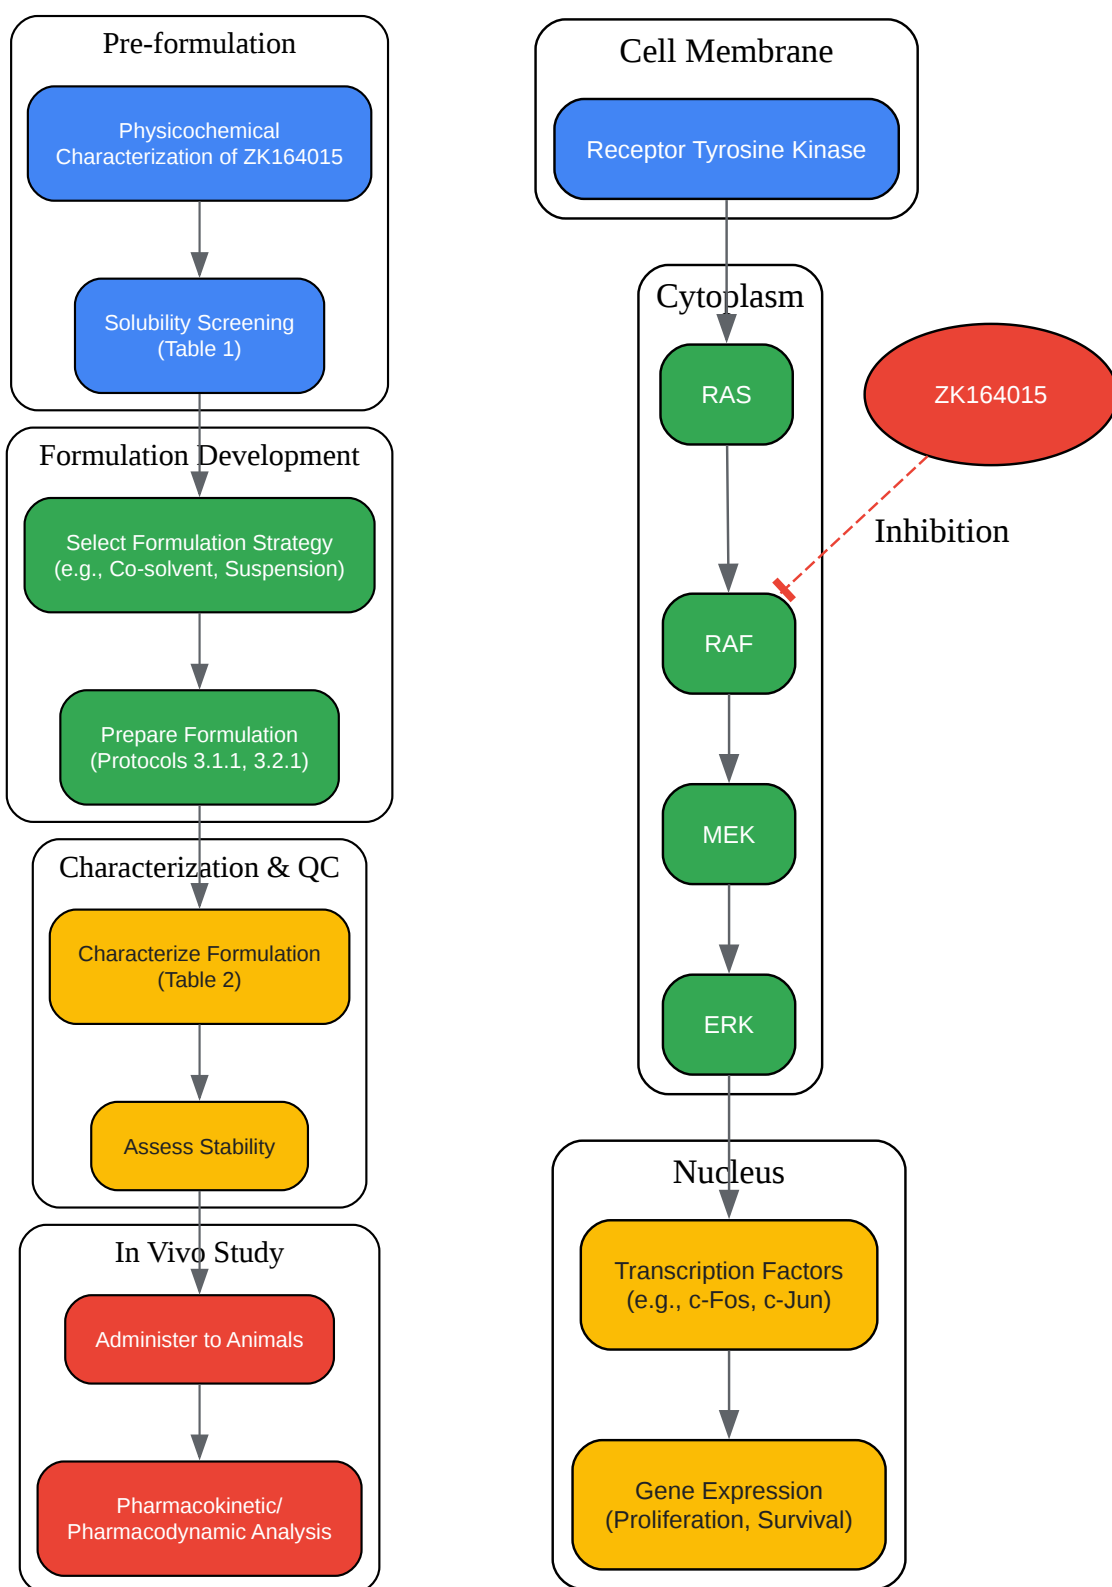 Pre-formulation
Physicochemical
Characterization of ZK164015
Solubility Screening
(Table 1)
Formulation Development
Select Formulation Strategy
(e.g., Co-solvent, Suspension)
Prepare Formulation
(Protocols 3.1.1, 3.2.1)
Characterization & QC
Characterize Formulation
(Table 2)
Assess Stability
In Vivo Study
Administer to Animals
Pharmacokinetic/
Pharmacodynamic Analysis
Cell Membrane
Receptor Tyrosine Kinase
Cytoplasm
RAS
ZK164015
Inhibition
RAF
MEK
ERK
Nucleus
Transcription Factors
(e.g., c-Fos, c-Jun)
Gene Expression
(Proliferation, Survival)